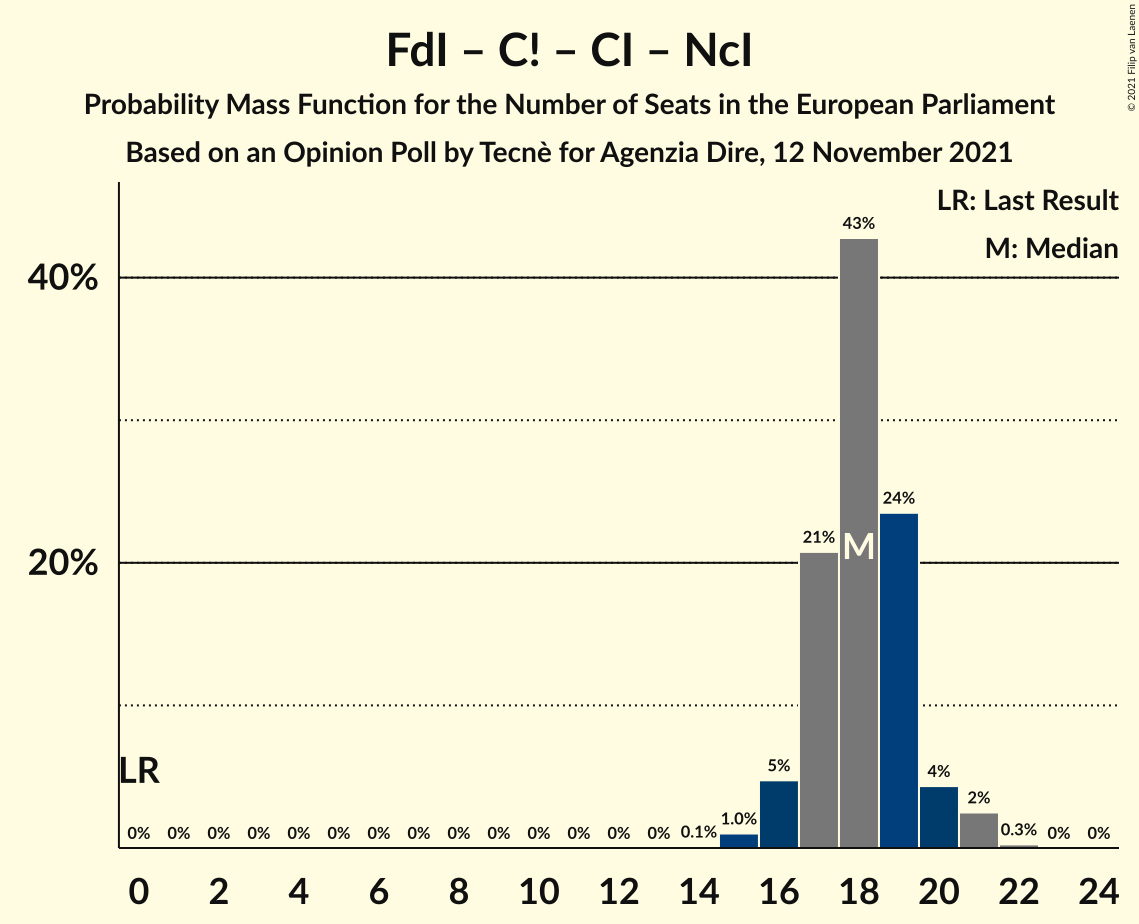 FdI – C! – CI – NcI
Probability Mass Function for the Number of Seats in the European Parliament
Based on an Opinion Poll by Tecnè for Agenzia Dire, 12 November 2021
© 2021 Filip van Laenen
LR: Last Result
M: Median
40%
20%
43%
24%
21%
M
LR
5%
4%
2%
0% 0% 0% 0% 0% 0% 0% 0% 0% 0% 0% 0% 0% 0% 0.1% 1.0% 0.3% 0% 0%
0 2 4 6 8 10 12 14 16 18 20 22 24